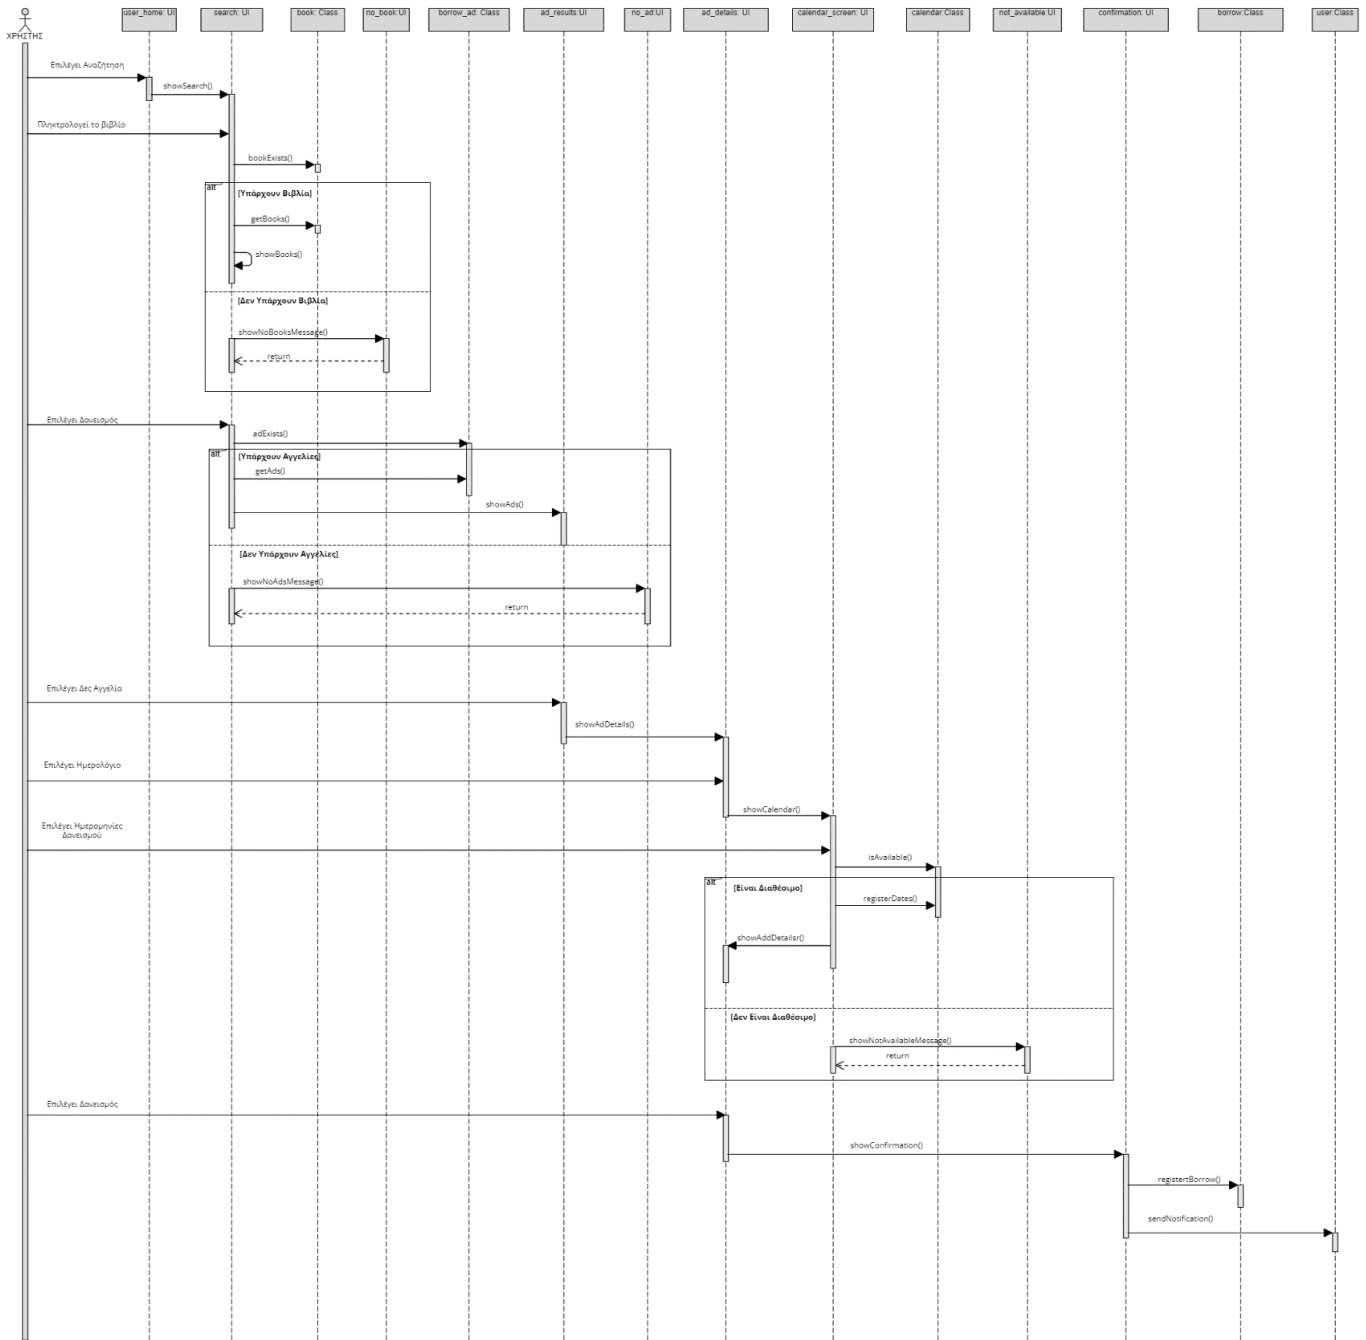 user_home: UI
search: UI
book: Class
no_book:UI
borrow_ad: Class
ad_results: UI
no_ad:UI
ad_details: UI
calendar_screen: UI
calendar:Class
not_available:UI
confirmation: UI
borrow:Class
user:Class
ΧΡΗΣΤΗΣ
Επιλέγει Αναζήτηση
showSearch()
Πληκτρολογεί το βιβλίο
bookExists()
alt
[Υπάρχουν Βιβλία]
getBooks()
showBooks()
[Δεν Υπάρχουν Βιβλία]
showNoBooksMessage()
return
Επιλέγει Δανεισμός
adExists()
alt
[Υπάρχουν Αγγελίες]
getAds()
showAds()
[Δεν Υπάρχουν Αγγελίες]
showNoAdsMessage()
return
Επιλέγει Δες Αγγελία
showAdDetails()
Επιλέγει Ημερολόγιο
showCalendar()
Επιλέγει Ημερομηνίες
Δανεισμού
isAvailable()
alt
[Είναι Διαθέσιμο]
registerDates()
showAddDetailsr()
[Δεν Είναι Διαθέσιμο]
showNotAvailableMessage()
return
Επιλέγει Δανεισμός
showConfirmation()
registertBorrow()
sendNotification()